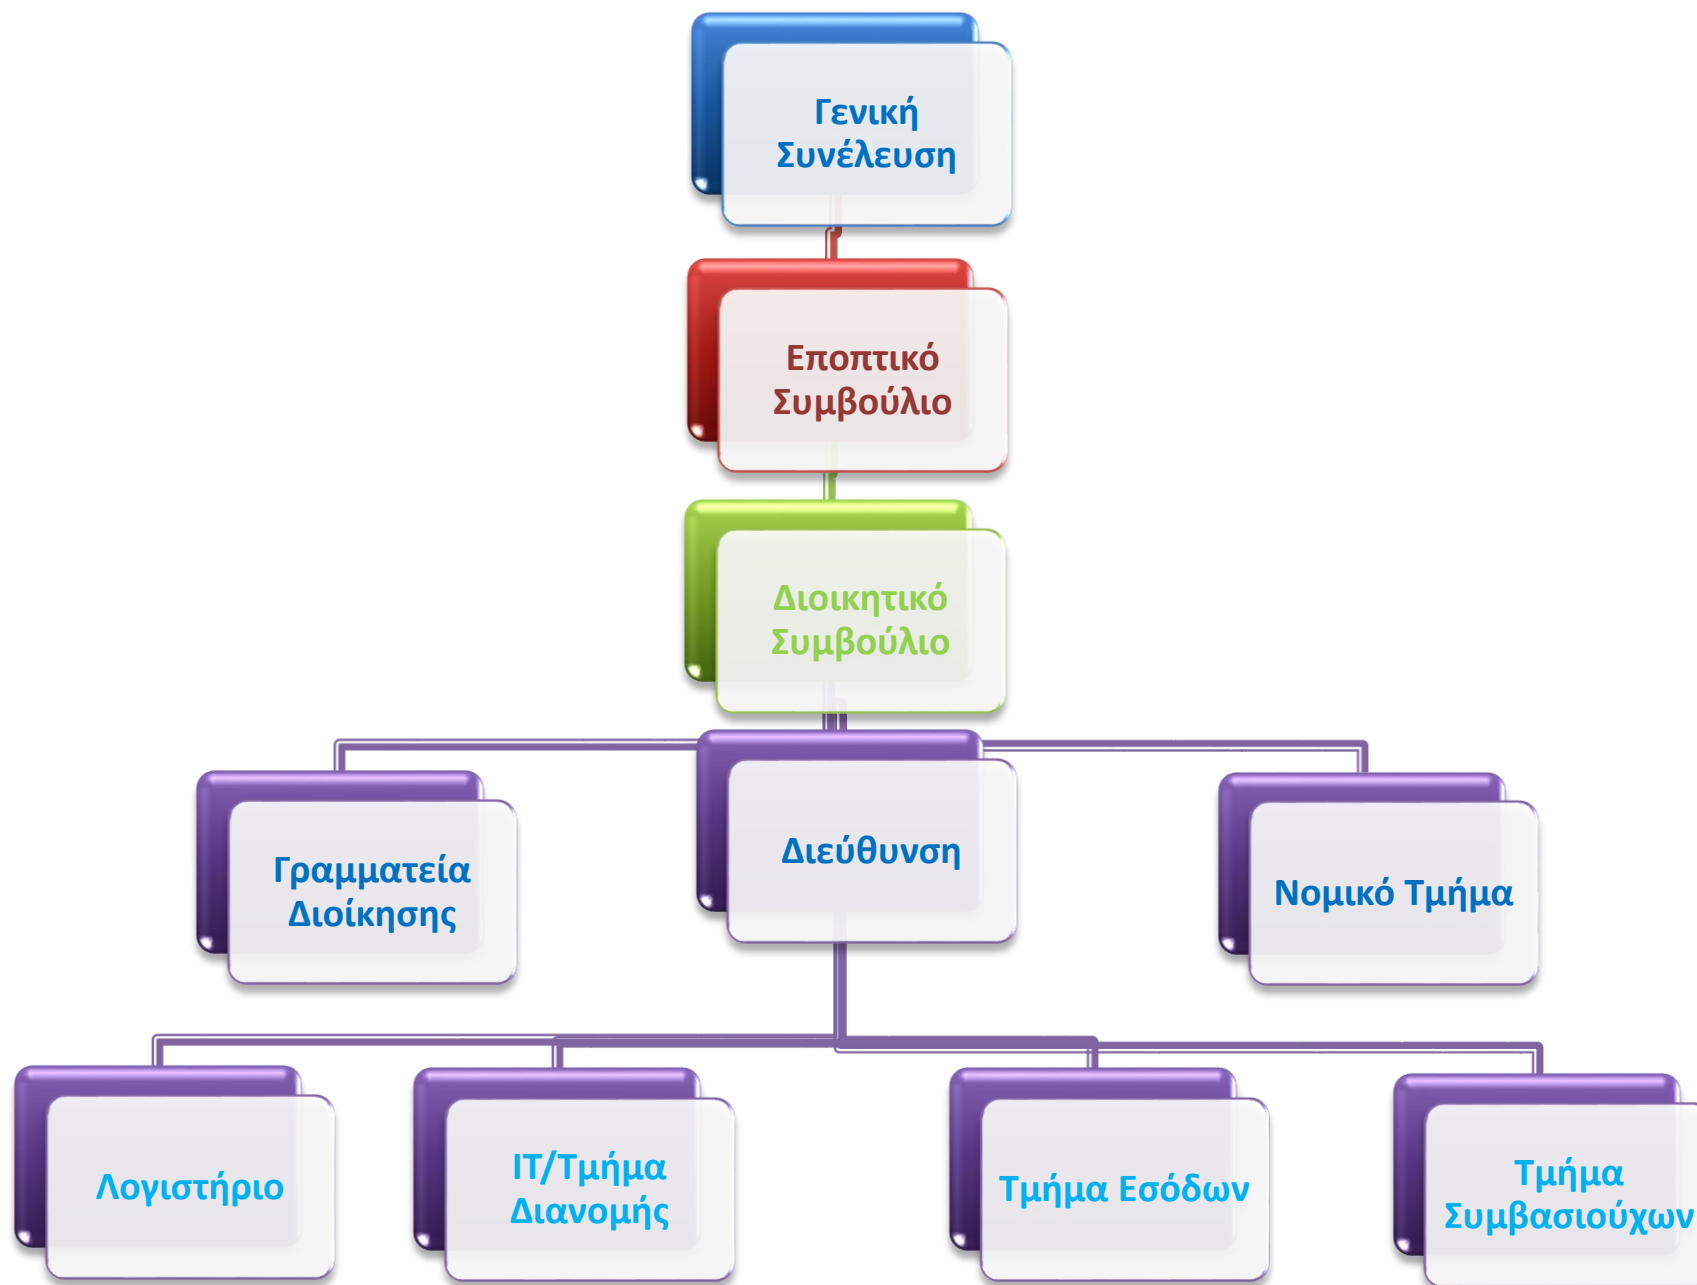 Γενική
Συνέλευση
Εποπτικό
Συμβούλιο
Διοικητικό
Συμβούλιο
Γραμματεία
Διοίκησης
Διεύθυνση
Νομικό Τμήμα
Λογιστήριο
IT/Τμήμα
Διανομής
Τμήμα Εσόδων
Τμήμα
Συμβασιούχων